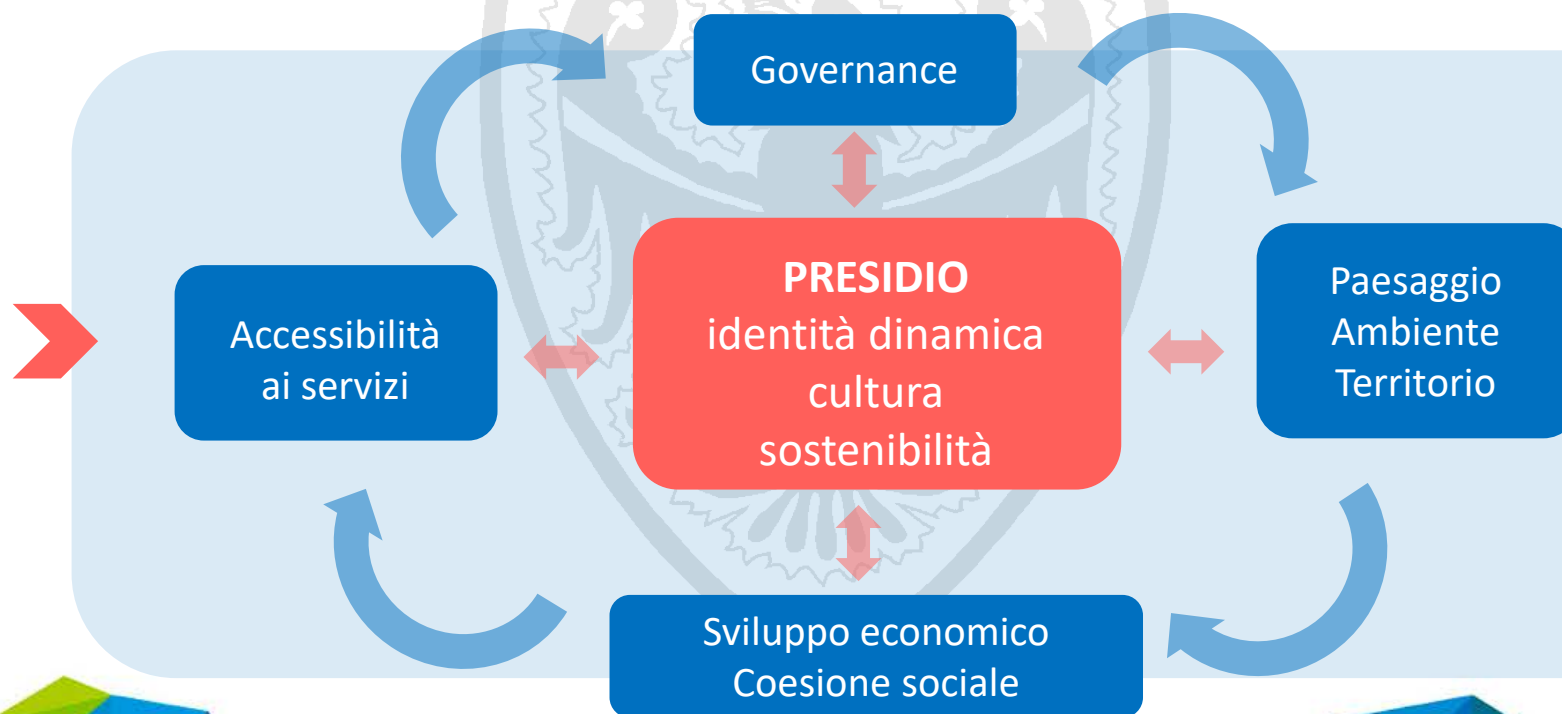 Governance
Accessibilità
ai servizi
PRESIDIO
identità dinamica
cultura
sostenibilità
Paesaggio
Ambiente
Territorio
Sviluppo economico
Coesione sociale